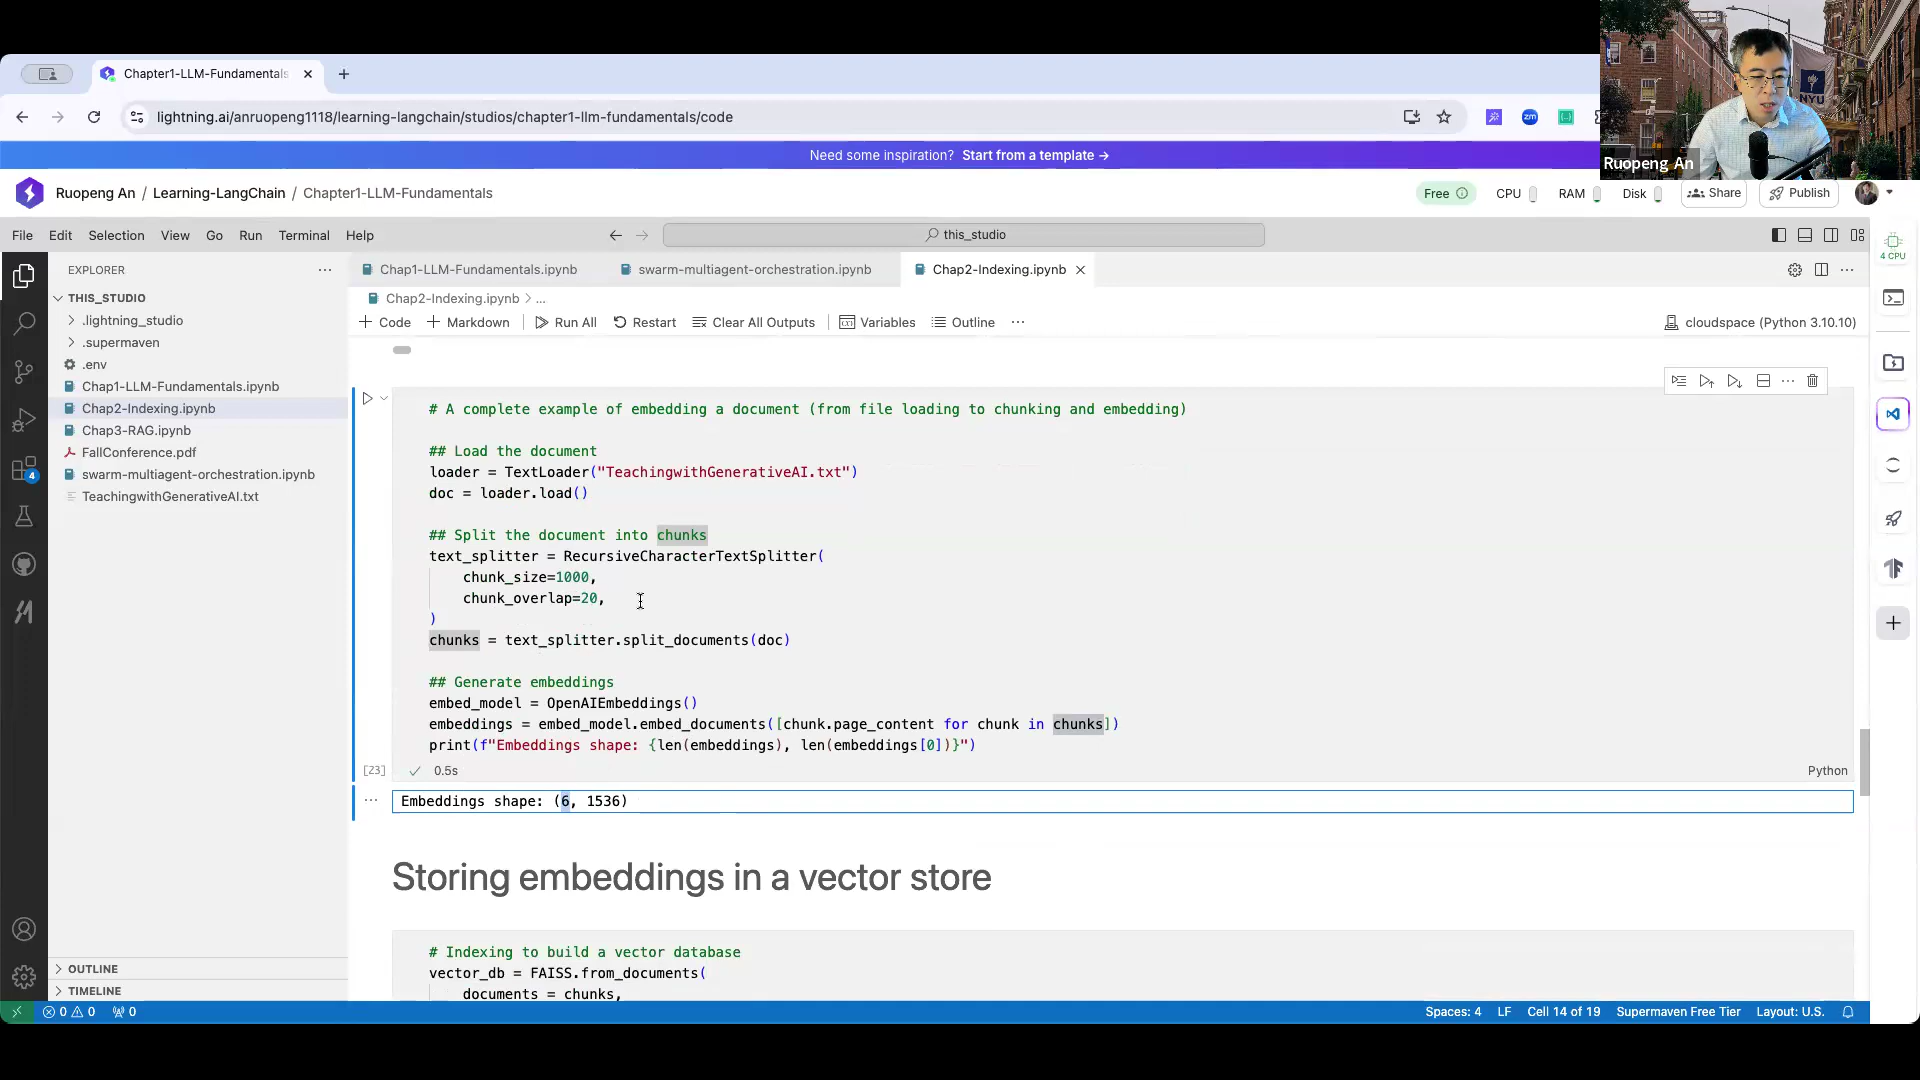 Chapter1-LLM-Fundamentals
lightning.ai/anruopeng1118/learning-langchain/studios/chapter1-llm-fundamentals/code
zm
NYU
Ruopeng An
Need some inspiration? Start from a template →
Ruopeng An / Learning-LangChain / Chapter1-LLM-Fundamentals
Free CPU RAM Disk Share Publish
File Edit Selection View Go Run Terminal Help
this_studio
4 CPU
EXPLORER
THIS_STUDIO
.lightning_studio
.supermaven
.env
Chap1-LLM-Fundamentals.ipynb
Chap2-Indexing.ipynb
Chap3-RAG.ipynb
FallConference.pdf
swarm-multiagent-orchestration.ipynb
TeachingwithGenerativeAI.txt
4
OUTLINE
TIMELINE
Chap1-LLM-Fundamentals.ipynb swarm-multiagent-orchestration.ipynb Chap2-Indexing.ipynb
Chap2-Indexing.ipynb > ...
+ Code + Markdown Run All Restart Clear All Outputs Variables Outline ...
cloudspace (Python 3.10.10)
# A complete example of embedding a document (from file loading to chunking and embedding)
## Load the document
loader = TextLoader("TeachingwithGenerativeAI.txt")
doc = loader.load()
## Split the document into chunks
text_splitter = RecursiveCharacterTextSplitter(
chunk_size=1000,
chunk_overlap=20,
)
chunks = text_splitter.split_documents(doc)
## Generate embeddings
embed_model = OpenAIEmbeddings()
embeddings = embed_model.embed_documents([chunk.page_content for chunk in chunks])
print(f"Embeddings shape: {len(embeddings), len(embeddings[0])}")
[23] 0.5s Python
Embeddings shape: (6, 1536)
Storing embeddings in a vector store
# Indexing to build a vector database
vector_db = FAISS.from_documents(
documents = chunks,
0 0 0 Spaces: 4 LF Cell 14 of 19 Supermaven Free Tier Layout: U.S.